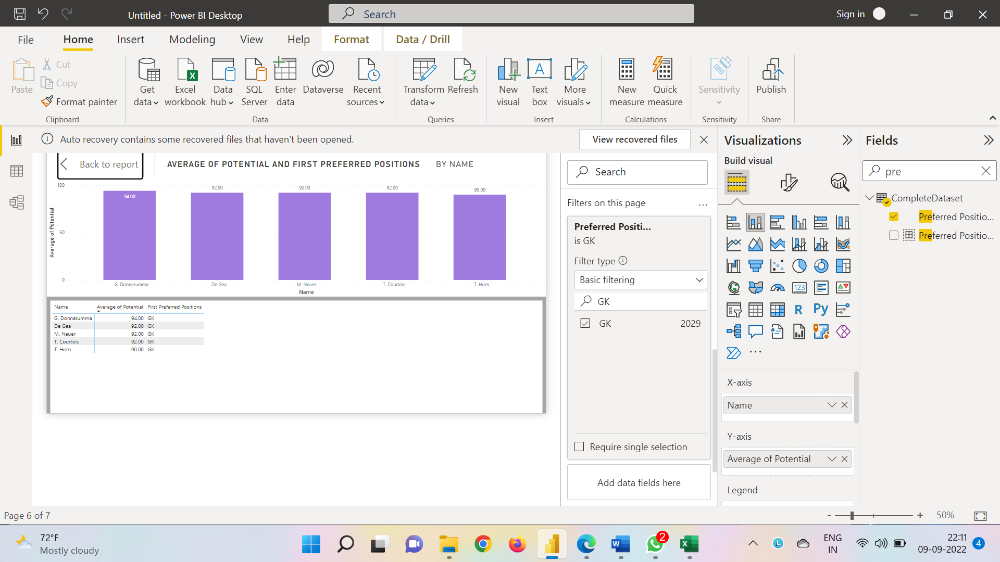 Untitled - Power BI Desktop
Search
Sign in
File
Home
Insert
Modeling
View
Help
Format
Data / Drill
Paste
Cut
Copy
Format painter
Clipboard
Get data
Excel workbook
Data hub
SQL Server
Enter data
Dataverse
Recent sources
Data
Transform data
Refresh
Queries
New visual
Text box
More visuals
Insert
New measure
Quick measure
Calculations
Sensitivity
Sensitivity
Publish
Share
Auto recovery contains some recovered files that haven't been opened.
View recovered files
Back to report
AVERAGE OF POTENTIAL AND FIRST PREFERRED POSITIONS BY NAME
Average of Potential
100
50
0
94.00
92.00
92.00
92.00
90.00
G. Donnarumma
De Gea
M. Neuer
T. Courtois
T. Horn
Name
Name Average of Potential First Preferred Positions
G. Donnarumma 94.00 GK
De Gea 92.00 GK
M. Neuer 92.00 GK
T. Courtois 92.00 GK
T. Horn 90.00 GK
Search
Filters on this page
...
Preferred Positi...
is GK
Filter type
Basic filtering
GK
GK 2029
Require single selection
Add data fields here
Visualizations
Build visual
123
R
Py
...
X-axis
Name
Y-axis
Average of Potential
Legend
Fields
pre
CompleteDataset
Preferred Positio...
Preferred Positio...
Page 6 of 7
- + 50%
72°F
Mostly cloudy
2
ENG
IN
22:11
09-09-2022
4